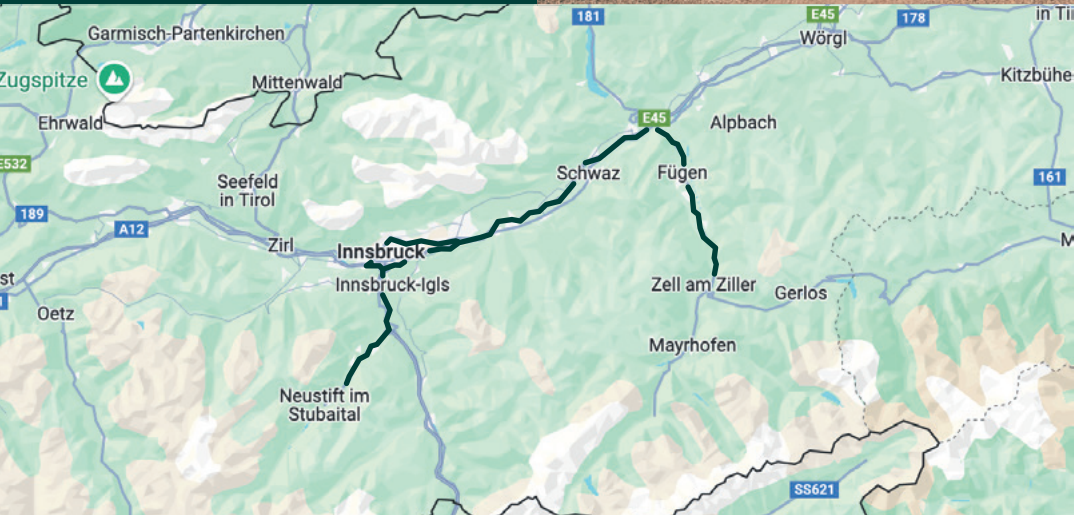 181
E45
178
in Ti
Garmisch-Partenkirchen
Wörgl
Zugspitze
Mittenwald
Kitzbühe
Ehrwald
E45
Alpbach
E532
Schwaz
Fügen
161
Seefeld
in Tirol
189
A12
Zirl
Innsbruck
M
st
Innsbruck-Igls
Zell am Ziller
Gerlos
Oetz
Mayrhofen
Neustift im
Stubaital
SS621